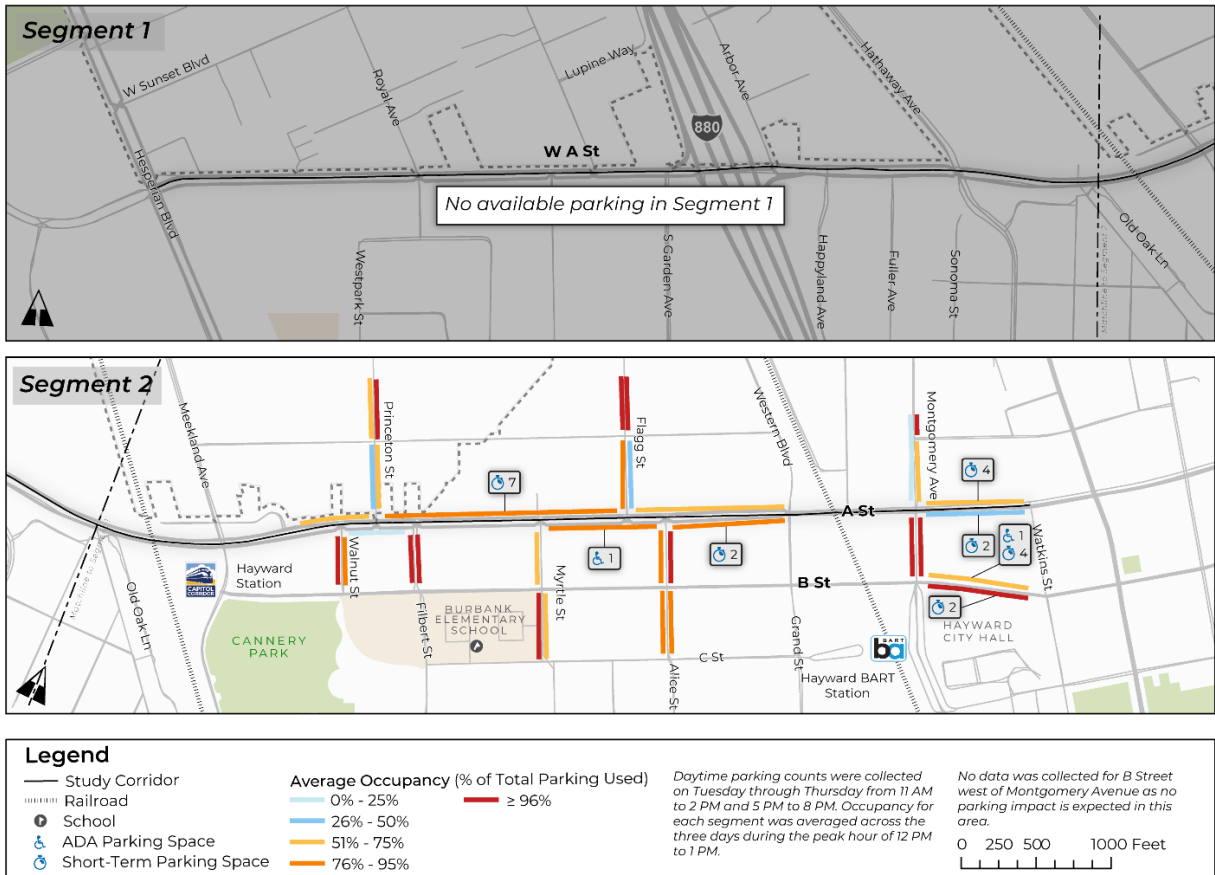 Segment 1
W Sunset Blvd
Royal Ave
Lupine Way
Arbor Ave
Hathaway Ave
880
Hesperian Blvd
W A St
No available parking in Segment 1
Westpark St
S Garden Ave
Happyland Ave
Fuller Ave
Sonoma St
Old Oak Ln
Segment 2
Meekland Ave
Princeton St
Flagg St
Western Blvd
Montgomery Ave
7
4
A St
1
2
2
1
4
Watkins St
Walnut St
Hayward
Station
CAPITOL
CORRIDOR
Old Oak Ln
Filbert St
Myrtle St
B St
2
BURBANK
ELEMENTARY
SCHOOL
CANNERY
PARK
HAYWARD
CITY HALL
Grand St
BART
ba
C St
Alice St
Hayward BART
Station
Legend
Study Corridor
Railroad
School
ADA Parking Space
Short-Term Parking Space
Average Occupancy (% of Total Parking Used)
0% - 25%
26% - 50%
51% - 75%
76% - 95%
≥ 96%
Daytime parking counts were collected
on Tuesday through Thursday from 11 AM
to 2 PM and 5 PM to 8 PM. Occupancy for
each segment was averaged across the
three days during the peak hour of 12 PM
to 1 PM.
No data was collected for B Street
west of Montgomery Avenue as no
parking impact is expected in this
area.
0 250 500 1000 Feet